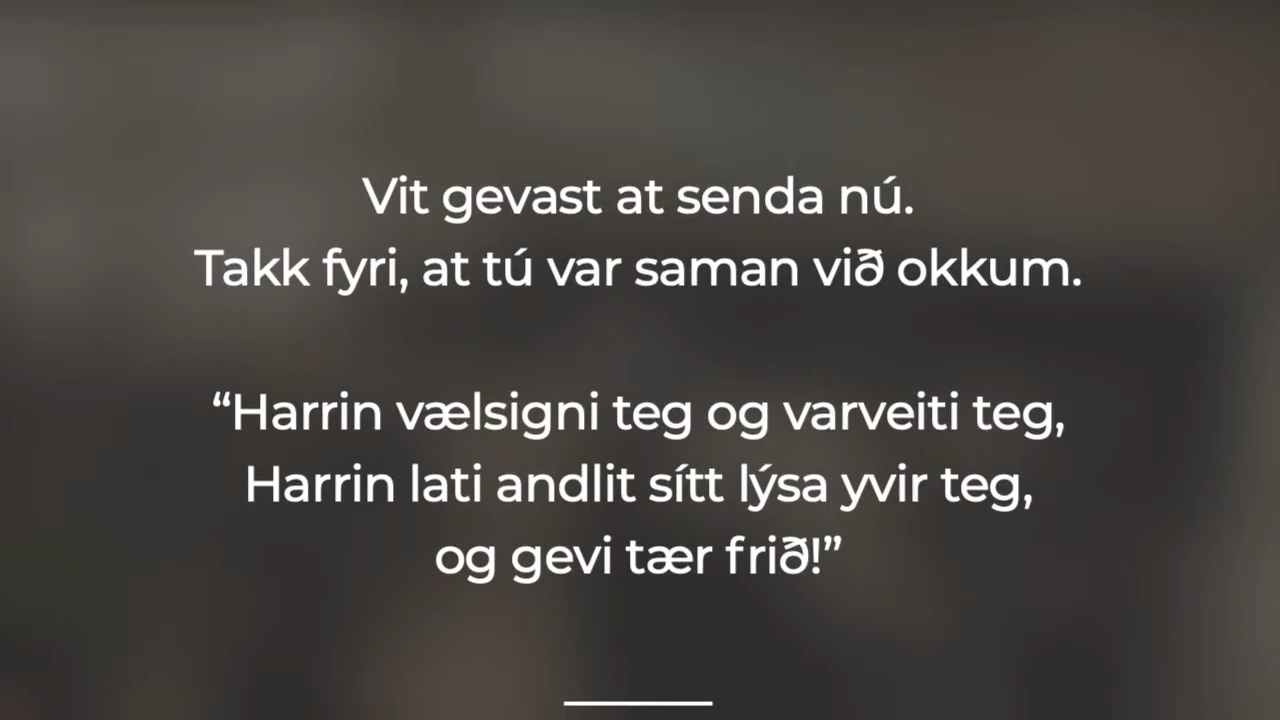 Vit gevast at senda nú.
Takk fyri, at tú var saman við okkum.
“Harrin vælsigni teg og varveiti teg,
Harrin lati andlit sítt lýsa yvir teg,
og gevi tær frið!”